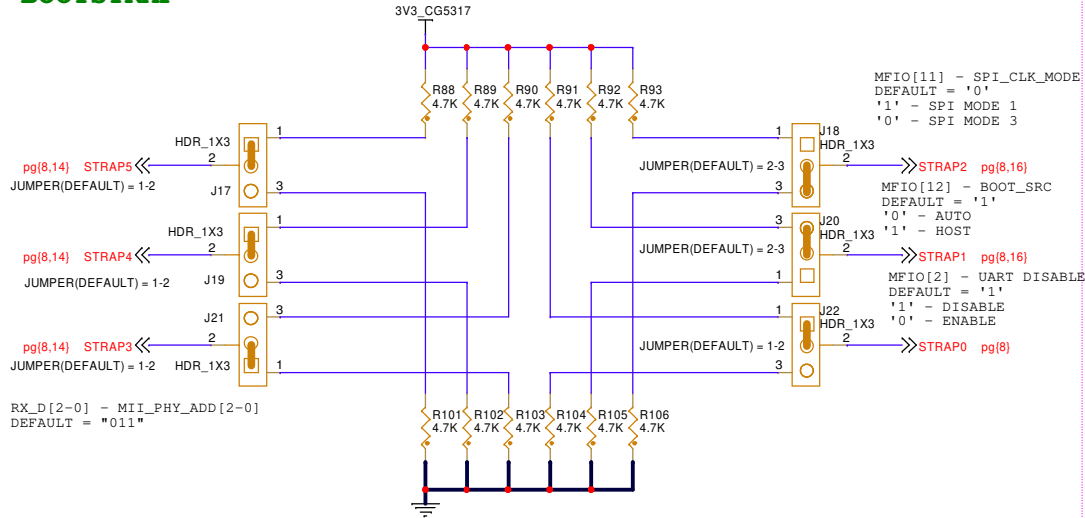 BOOTSTRAP
3V3_CG5317
R88 4.7K
R89 4.7K
R90 4.7K
R91 4.7K
R92 4.7K
R93 4.7K
HDR_1X3
1
2
3
pg{8,14} STRAP5
JUMPER(DEFAULT) = 1-2
J17
HDR_1X3
1
2
3
pg{8,14} STRAP4
JUMPER(DEFAULT) = 1-2
J19
J21
3
2
1
pg{8,14} STRAP3
JUMPER(DEFAULT) = 1-2
HDR_1X3
RX_D[2-0] - MII_PHY_ADD[2-0]
DEFAULT = "011"
MFIO[11] - SPI_CLK_MODE
DEFAULT = '0'
'1' - SPI MODE 1
'0' - SPI MODE 3
J18
HDR_1X3
1
2
3
JUMPER(DEFAULT) = 2-3
STRAP2 pg{8,16}
MFIO[12] - BOOT_SRC
DEFAULT = '1'
'0' - AUTO
'1' - HOST
J20
HDR_1X3
3
2
1
JUMPER(DEFAULT) = 2-3
STRAP1 pg{8,16}
MFIO[2] - UART DISABLE
DEFAULT = '1'
'1' - DISABLE
'0' - ENABLE
J22
HDR_1X3
1
2
3
JUMPER(DEFAULT) = 1-2
STRAP0 pg{8}
R101 4.7K
R102 4.7K
R103 4.7K
R104 4.7K
R105 4.7K
R106 4.7K